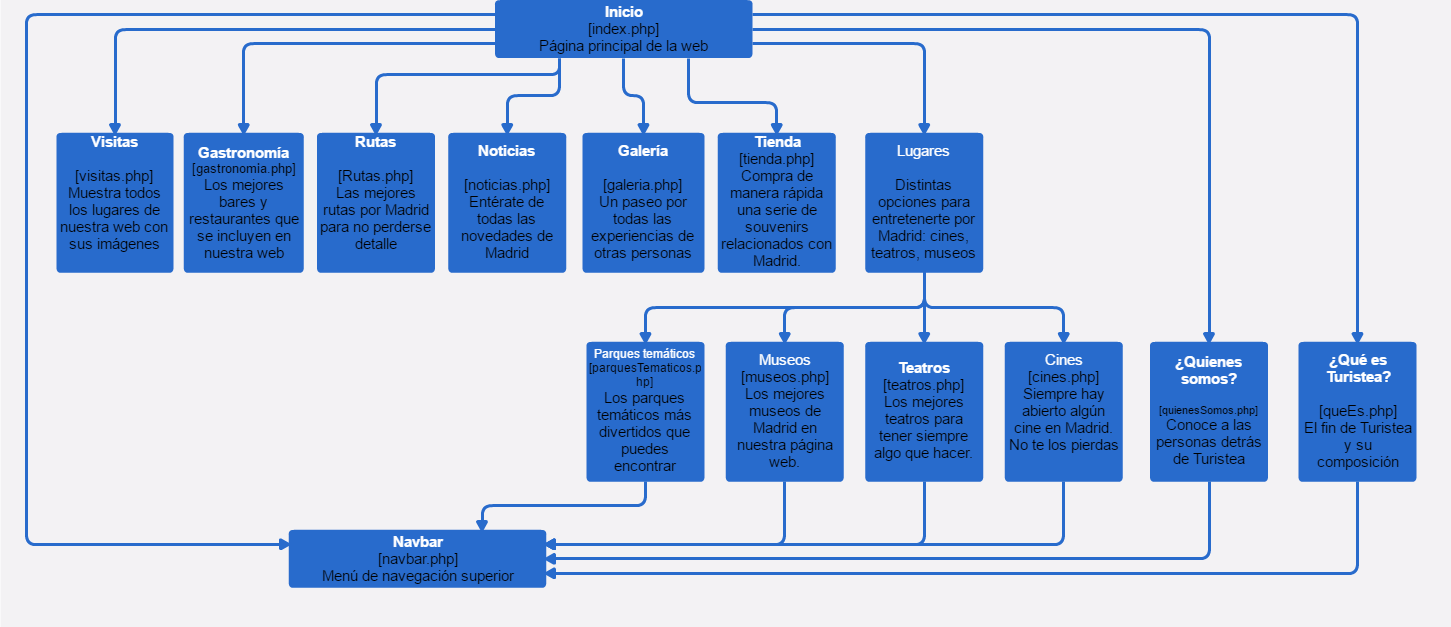 Inicio
[index.php]
Página principal de la web
Visitas
[visitas.php]
Muestra todos
los lugares de
nuestra web con
sus imágenes
Gastronomía
[gastronomia.php]
Los mejores
bares y
restaurantes que
se incluyen en
nuestra web
Rutas
[Rutas.php]
Las mejores
rutas por Madrid
para no perderse
detalle
Noticias
[noticias.php]
Entérate de
todas las
novedades de
Madrid
Galería
[galeria.php]
Un paseo por
todas las
experiencias de
otras personas
Tienda
[tienda.php]
Compra de
manera rápida
una serie de
souvenirs
relacionados con
Madrid.
Lugares
Distintas
opciones para
entretenerte por
Madrid: cines,
teatros, museos
Parques temáticos
[parquesTematicos.p
hp]
Los parques
temáticos más
divertidos que
puedes
encontrar
Museos
[museos.php]
Los mejores
museos de
Madrid en
nuestra página
web.
Teatros
[teatros.php]
Los mejores
teatros para
tener siempre
algo que hacer.
Cines
[cines.php]
Siempre hay
abierto algún
cine en Madrid.
No te los pierdas
¿Quienes
somos?
[quienesSomos.php]
Conoce a las
personas detrás
de Turistea
¿Qué es
Turistea?
[queEs.php]
El fin de Turistea
y su
composición
Navbar
[navbar.php]
Menú de navegación superior